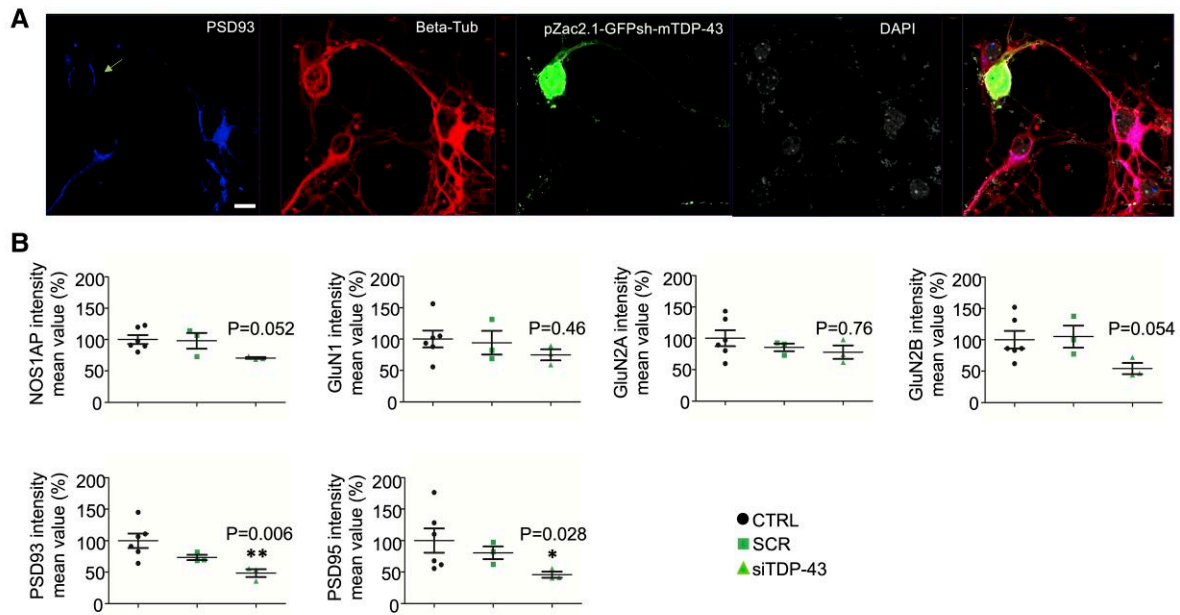 A
PSD93
Beta-Tub
pZac2.1-GFPsh-mTDP-43
DAPI
B
NOS1AP intensity
mean value (%)
200
150
100
50
0
P=0.052
GluN1 intensity
mean value (%)
200
150
100
50
0
P=0.46
GluN2A intensity
mean value (%)
200
150
100
50
0
P=0.76
GluN2B intensity
mean value (%)
200
150
100
50
0
P=0.054
PSD93 intensity
mean value (%)
200
150
100
50
0
P=0.006
**
PSD95 intensity
mean value (%)
200
150
100
50
0
P=0.028
*
CTRL
SCR
siTDP-43